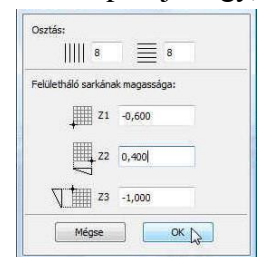 Osztás:
8 8
Felületháló sarkának magassága:
Z1 -0,600
Z2 0,400
Z3 -1,000
Mégse OK